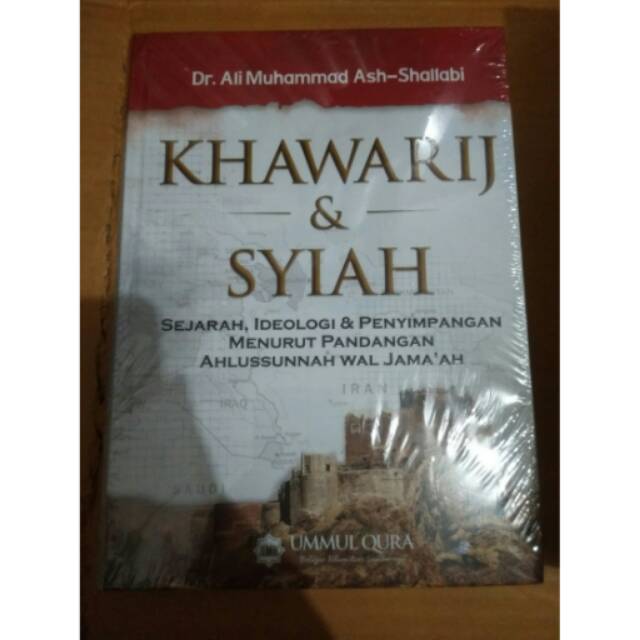 Dr. Ali Muhammad Ash-Shallabi
KHAWARIJ
&
SYIAH
SEJARAH, IDEOLOGI & PENYIMPANGAN
MENURUT PANDANGAN
AHLUSSUNNAH WAL JAMA'AH
IRAN
IRAQ
SAUDI
UMMUL QURA